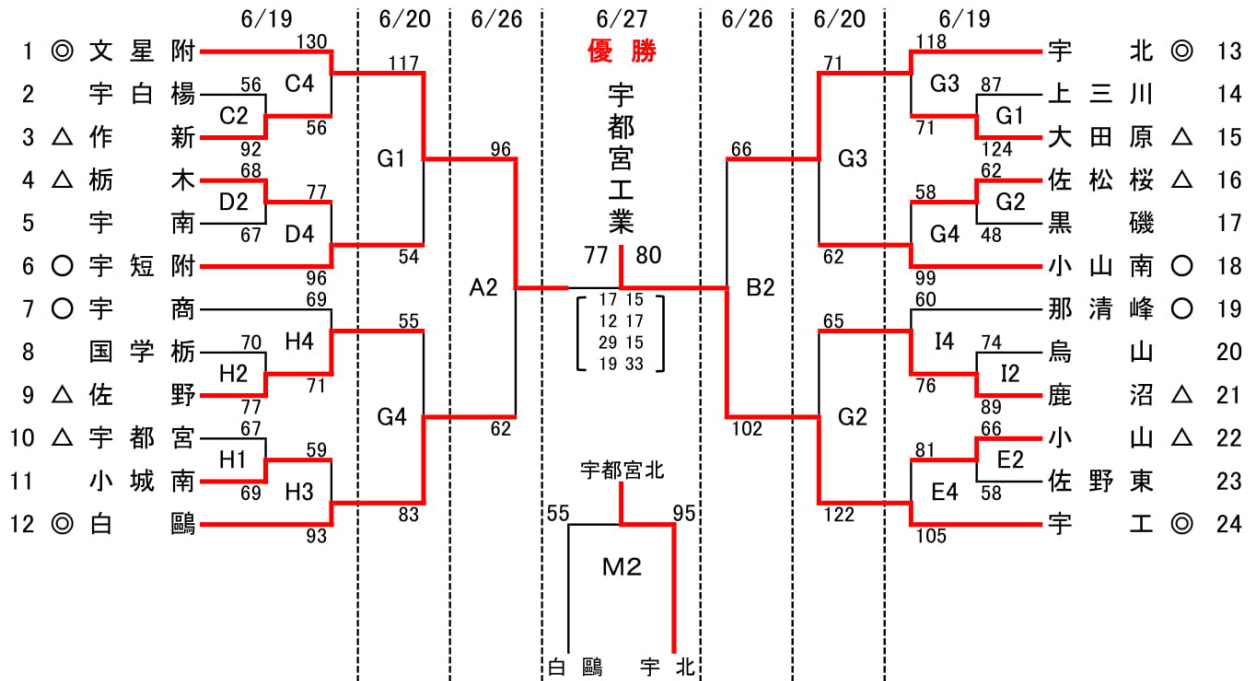 6/19 6/20 6/26 6/27 6/26 6/20 6/19
優勝
宇都宮工業
1 ◎ 文星附 130
C4
117
2 宇白楊 56
C2
3 △ 作新 92 56
G1
96
4 △ 栃木 68
D2
77
5 宇南 67
D4
6 ○ 宇短附 96 54
A2
7 ○ 宇商 69
H4
55
8 国学栃 70
H2
9 △ 佐野 77 71
G4
62
10 △ 宇都宮 67
H1
59
11 小城南 69
H3
12 ◎ 白鷗 93 83
77 80
17 15
12 17
29 15
19 33
118 宇北 ◎ 13
71 G3
87 上三川 14
G1
71 124 大田原 △ 15
66 G3
62 佐松桜 △ 16
58 G2
48 黒磯 17
G4
62 99 小山南 ○ 18
B2
60 那清峰 ○ 19
65 I4
74 烏山 20
I2
76 89 鹿沼 △ 21
102 G2
66 小山 △ 22
81 E2
58 佐野東 23
E4
122 105 宇工 ◎ 24
宇都宮北
55 95
M2
白鷗 宇北